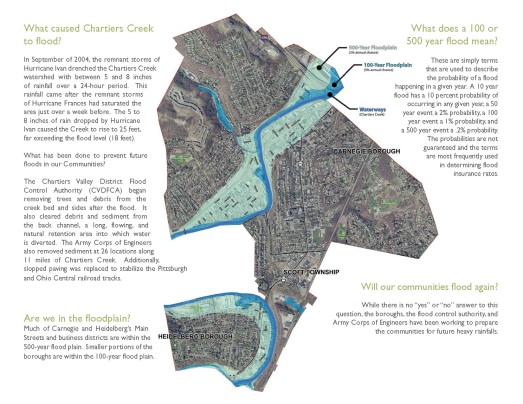 What caused Chartiers Creek
to flood?
In September of 2004, the remnant storms of
Hurricane Ivan drenched the Chartiers Creek
watershed with between 5 and 8 inches
of rainfall over a 24-hour period. This
rainfall came after the remnant storms
of Hurricane Frances had saturated the
area just over a week before. The 5 to
8 inches of rain dropped by Hurricane
Ivan caused the Creek to rise to 25 feet,
far exceeding the flood level (18 feet).
What has been done to prevent future
floods in our Communities?
The Chartiers Valley District Flood
Control Authority (CVDFCA) began
removing trees and debris from the
creek bed and sides after the flood. It
also cleared debris and sediment from
the back channel, a long, flowing, and
natural retention area into which water
is diverted. The Army Corps of Engineers
also removed sediment at 26 locations along
11 miles of Chartiers Creek. Additionally,
slopped paving was replaced to stabilize the Pittsburgh
and Ohio Central railroad tracks.
Are we in the floodplain?
Much of Carnegie and Heidelberg's Main
Streets and business districts are within the
500-year flood plain. Smaller portions of the
boroughs are within the 100-year flood plain.
500-Year Floodplain
(.2% annual chance)
100-Year Floodplain
(1% annual chance)
Waterways
(Chartiers Creek)
CARNEGIE BOROUGH
SCOTT TOWNSHIP
HEIDELBERG BOROUGH
What does a 100 or
500 year flood mean?
These are simply terms
that are used to describe
the probability of a flood
happening in a given year. A 10 year
flood has a 10 percent probability of
occurring in any given year, a 50
year event a 2% probability, a 100
year event a 1% probability, and
a 500 year event a .2% probability.
The probabilities are not
guaranteed and the terms
are most frequently used
in determining flood
insurance rates.
Will our communities flood again?
While there is no "yes" or "no" answer to this
question, the boroughs, the flood control authority, and
Army Corps of Engineers have been working to prepare
the communities for future heavy rainfalls.